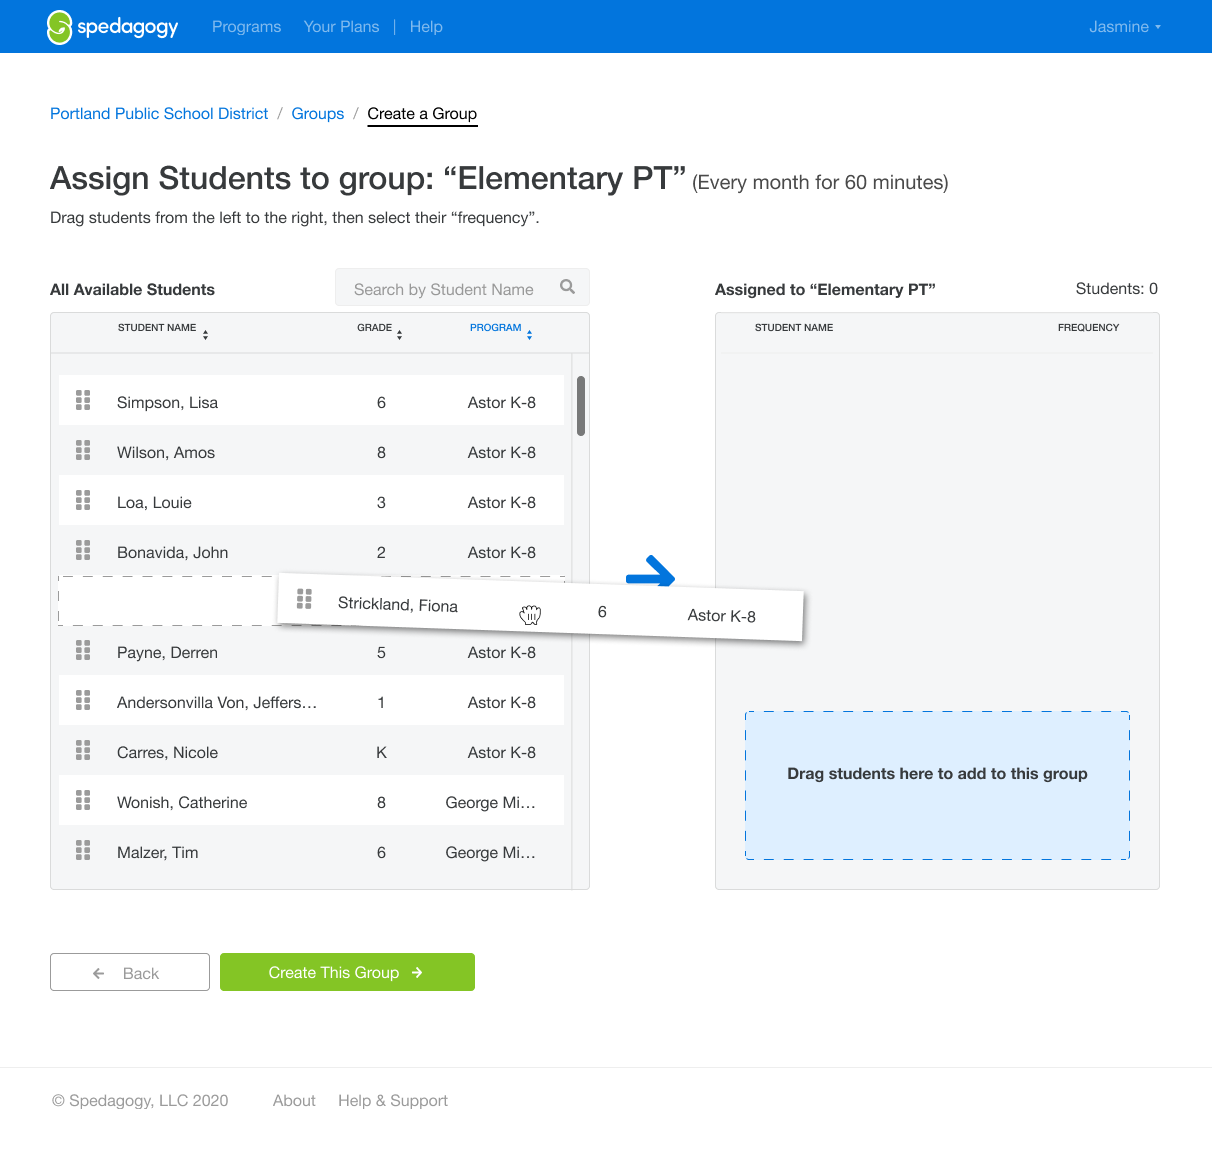 spedagogy Programs Your Plans | Help Jasmine
Portland Public School District / Groups / Create a Group
Assign Students to group: “Elementary PT” (Every month for 60 minutes)
Drag students from the left to the right, then select their “frequency”.
All Available Students
Search by Student Name
STUDENT NAME GRADE PROGRAM
Simpson, Lisa 6 Astor K-8
Wilson, Amos 8 Astor K-8
Loa, Louie 3 Astor K-8
Bonavida, John 2 Astor K-8
Strickland, Fiona 6 Astor K-8
Payne, Derren 5 Astor K-8
Andersonvilla Von, Jeffers… 1 Astor K-8
Carres, Nicole K Astor K-8
Wonish, Catherine 8 George Mi…
Malzer, Tim 6 George Mi…
Assigned to “Elementary PT” Students: 0
STUDENT NAME FREQUENCY
Drag students here to add to this group
Back
Create This Group
© Spedagogy, LLC 2020 About Help & Support